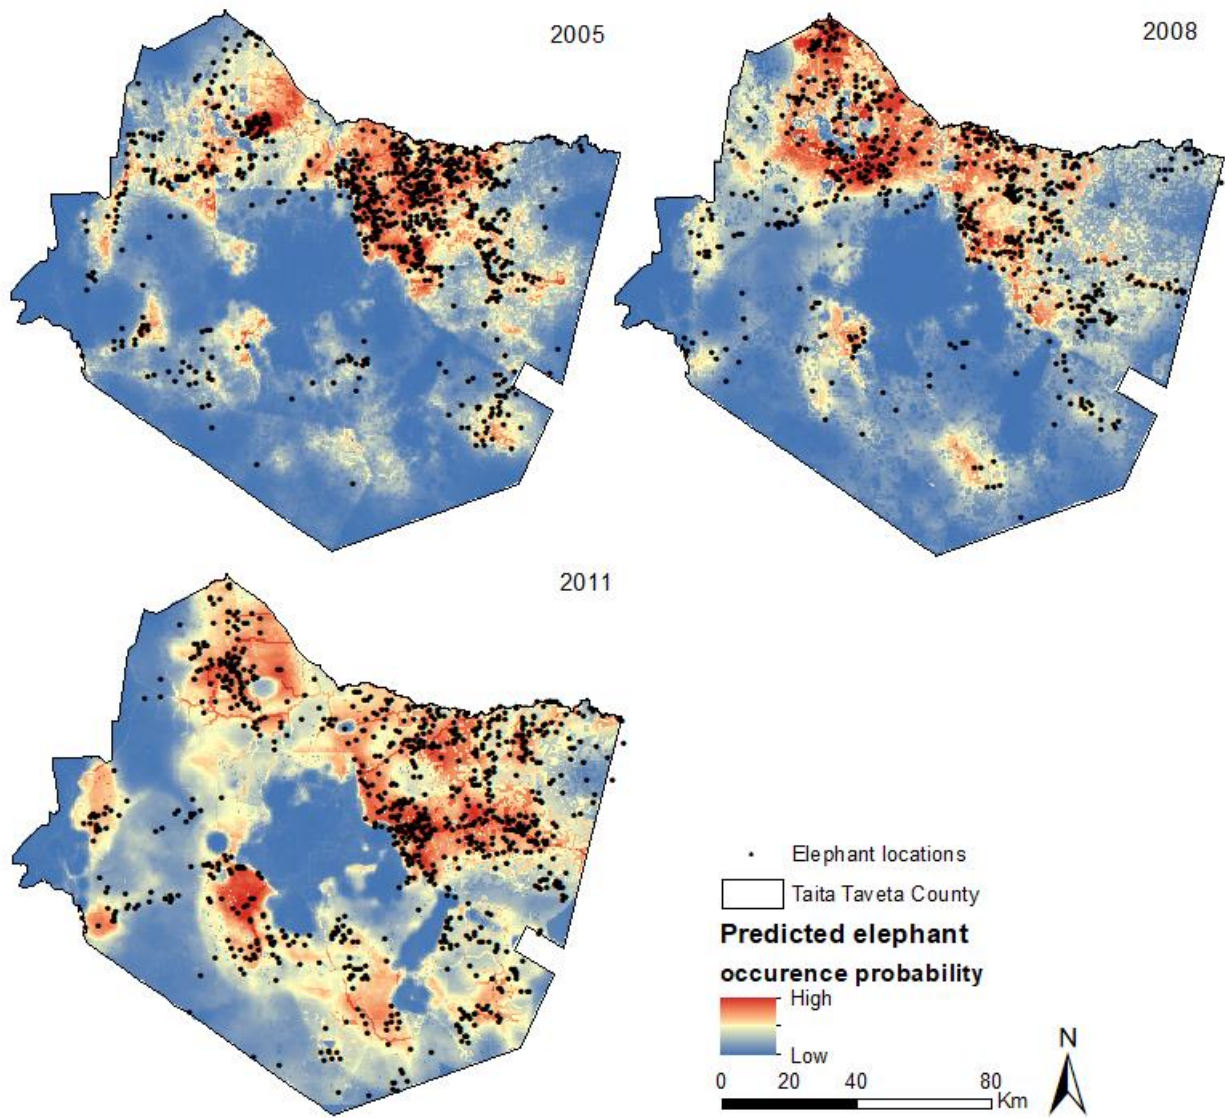 2005
2008
2011
Elephant locations
Taita Taveta County
Predicted elephant
occurence probability
High
Low
N
0 20 40 80
Km